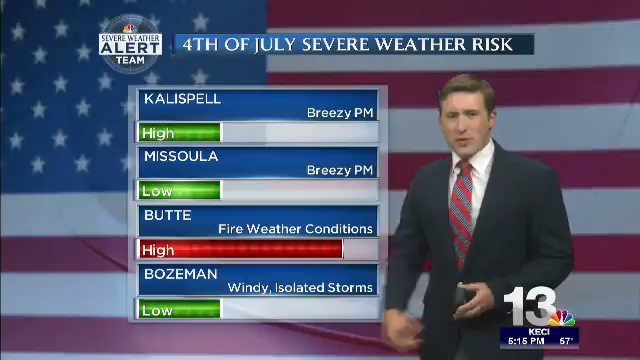 SEVERE WEATHER
ALERT
TEAM
4TH OF JULY SEVERE WEATHER RISK
KALISPELL
Breezy PM
High
MISSOULA
Breezy PM
Low
BUTTE
Fire Weather Conditions
High
BOZEMAN
Windy, Isolated Storms
Low
13
KECI
5:15 PM 57°